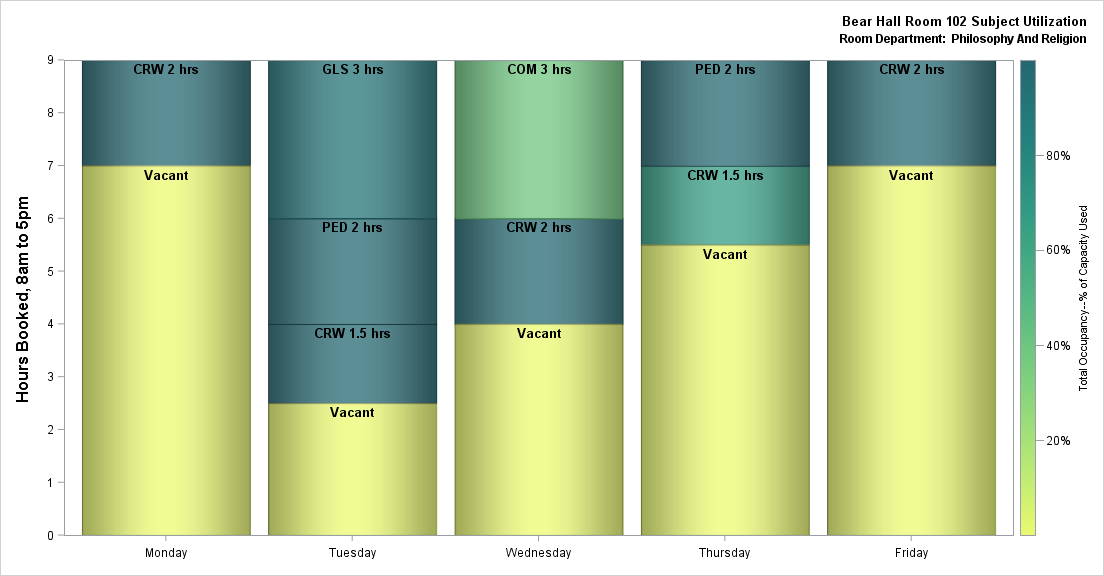 Bear Hall Room 102 Subject Utilization
Room Department: Philosophy And Religion
Hours Booked, 8am to 5pm
9
8
7
6
5
4
3
2
1
0
CRW 2 hrs
Vacant
GLS 3 hrs
PED 2 hrs
CRW 1.5 hrs
Vacant
COM 3 hrs
CRW 2 hrs
Vacant
PED 2 hrs
CRW 1.5 hrs
Vacant
CRW 2 hrs
Vacant
Monday
Tuesday
Wednesday
Thursday
Friday
80%
60%
40%
20%
Total Occupancy--% of Capacity Used